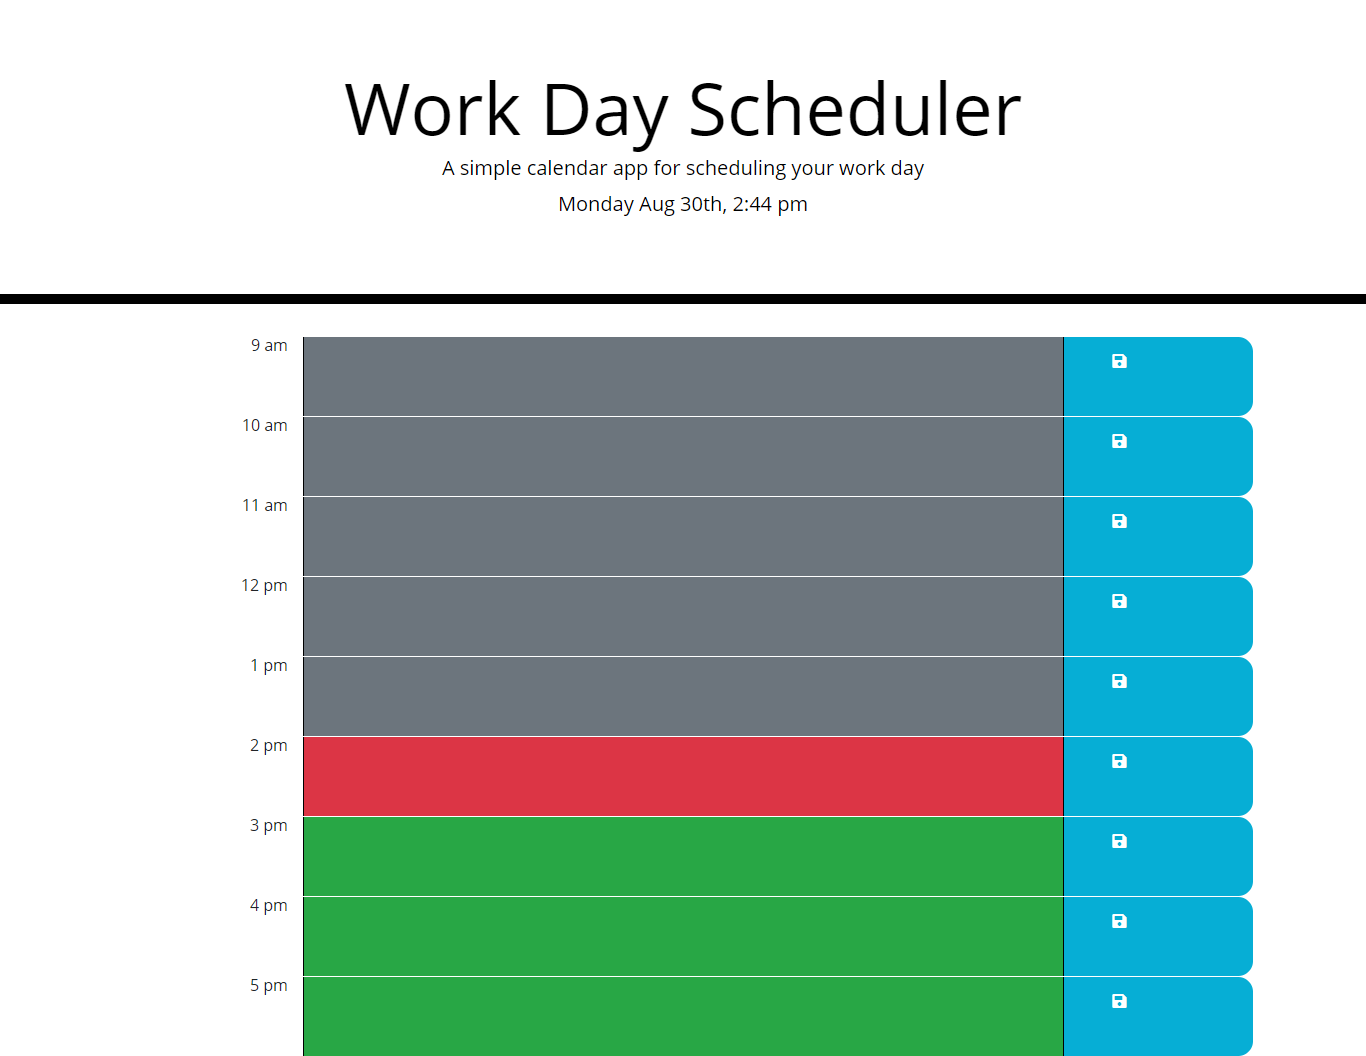 Work Day Scheduler
A simple calendar app for scheduling your work day
Monday Aug 30th, 2:44 pm
9 am
10 am
11 am
12 pm
1 pm
2 pm
3 pm
4 pm
5 pm